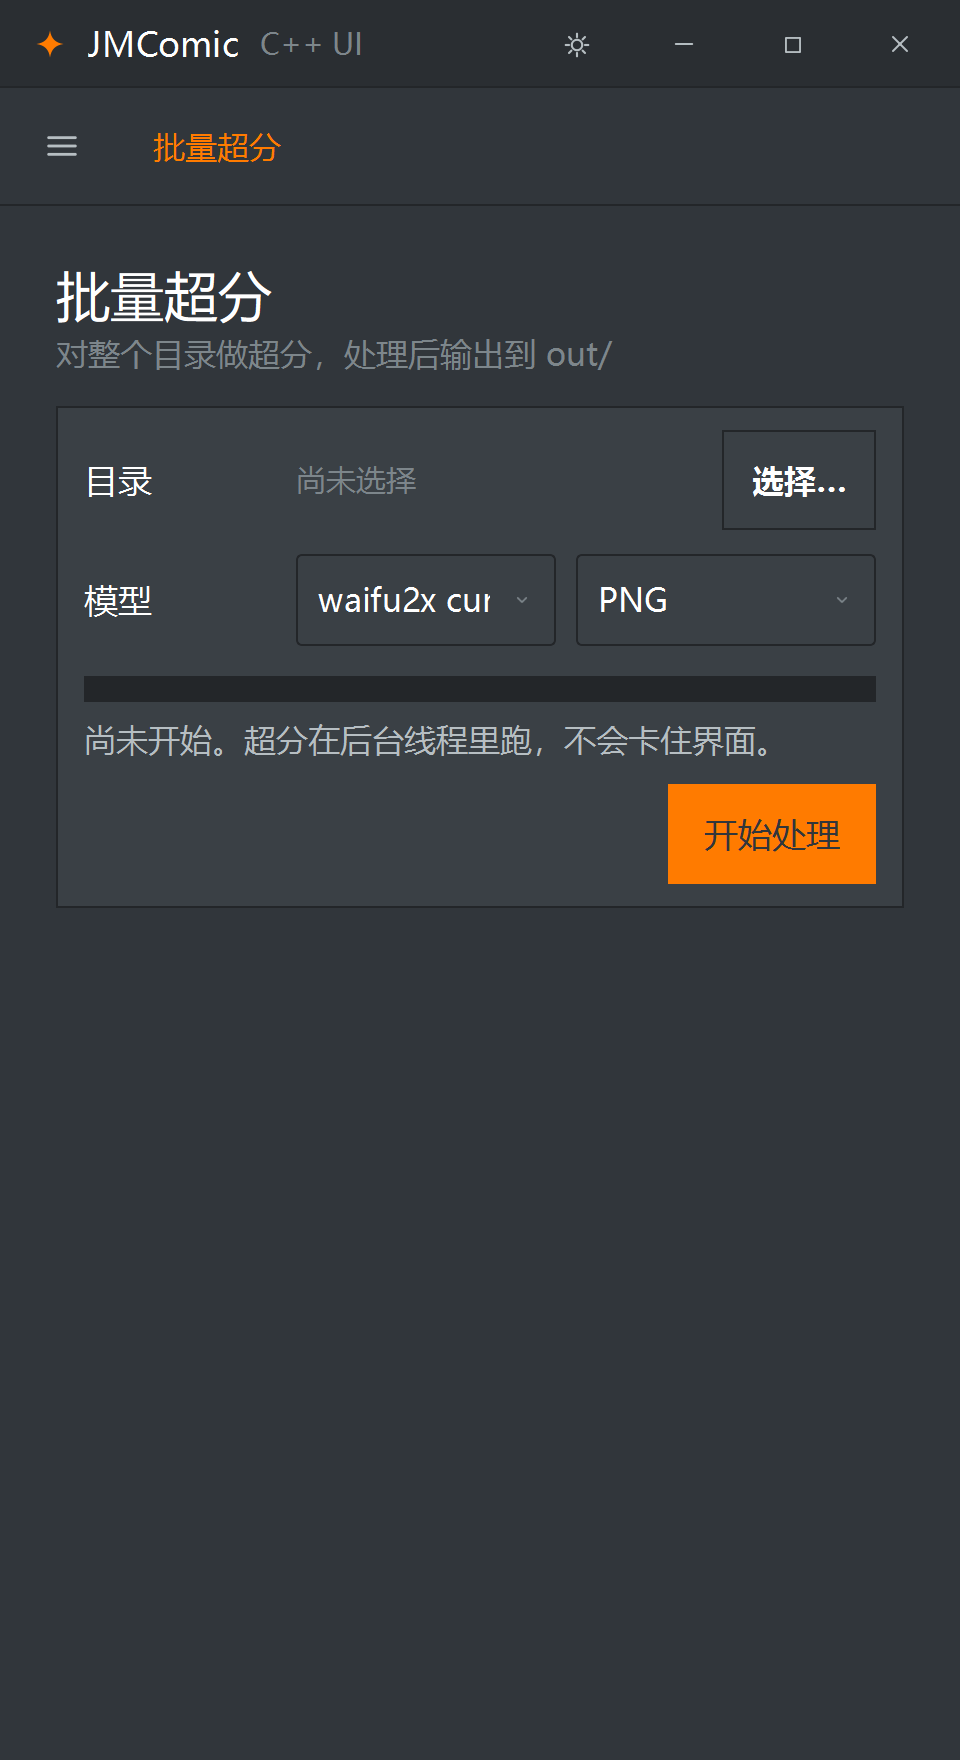 JMComic C++ UI
批量超分
批量超分
对整个目录做超分，处理后输出到 out/
目录 尚未选择 选择...
模型 waifu2x cur PNG
尚未开始。超分在后台线程里跑，不会卡住界面。
开始处理